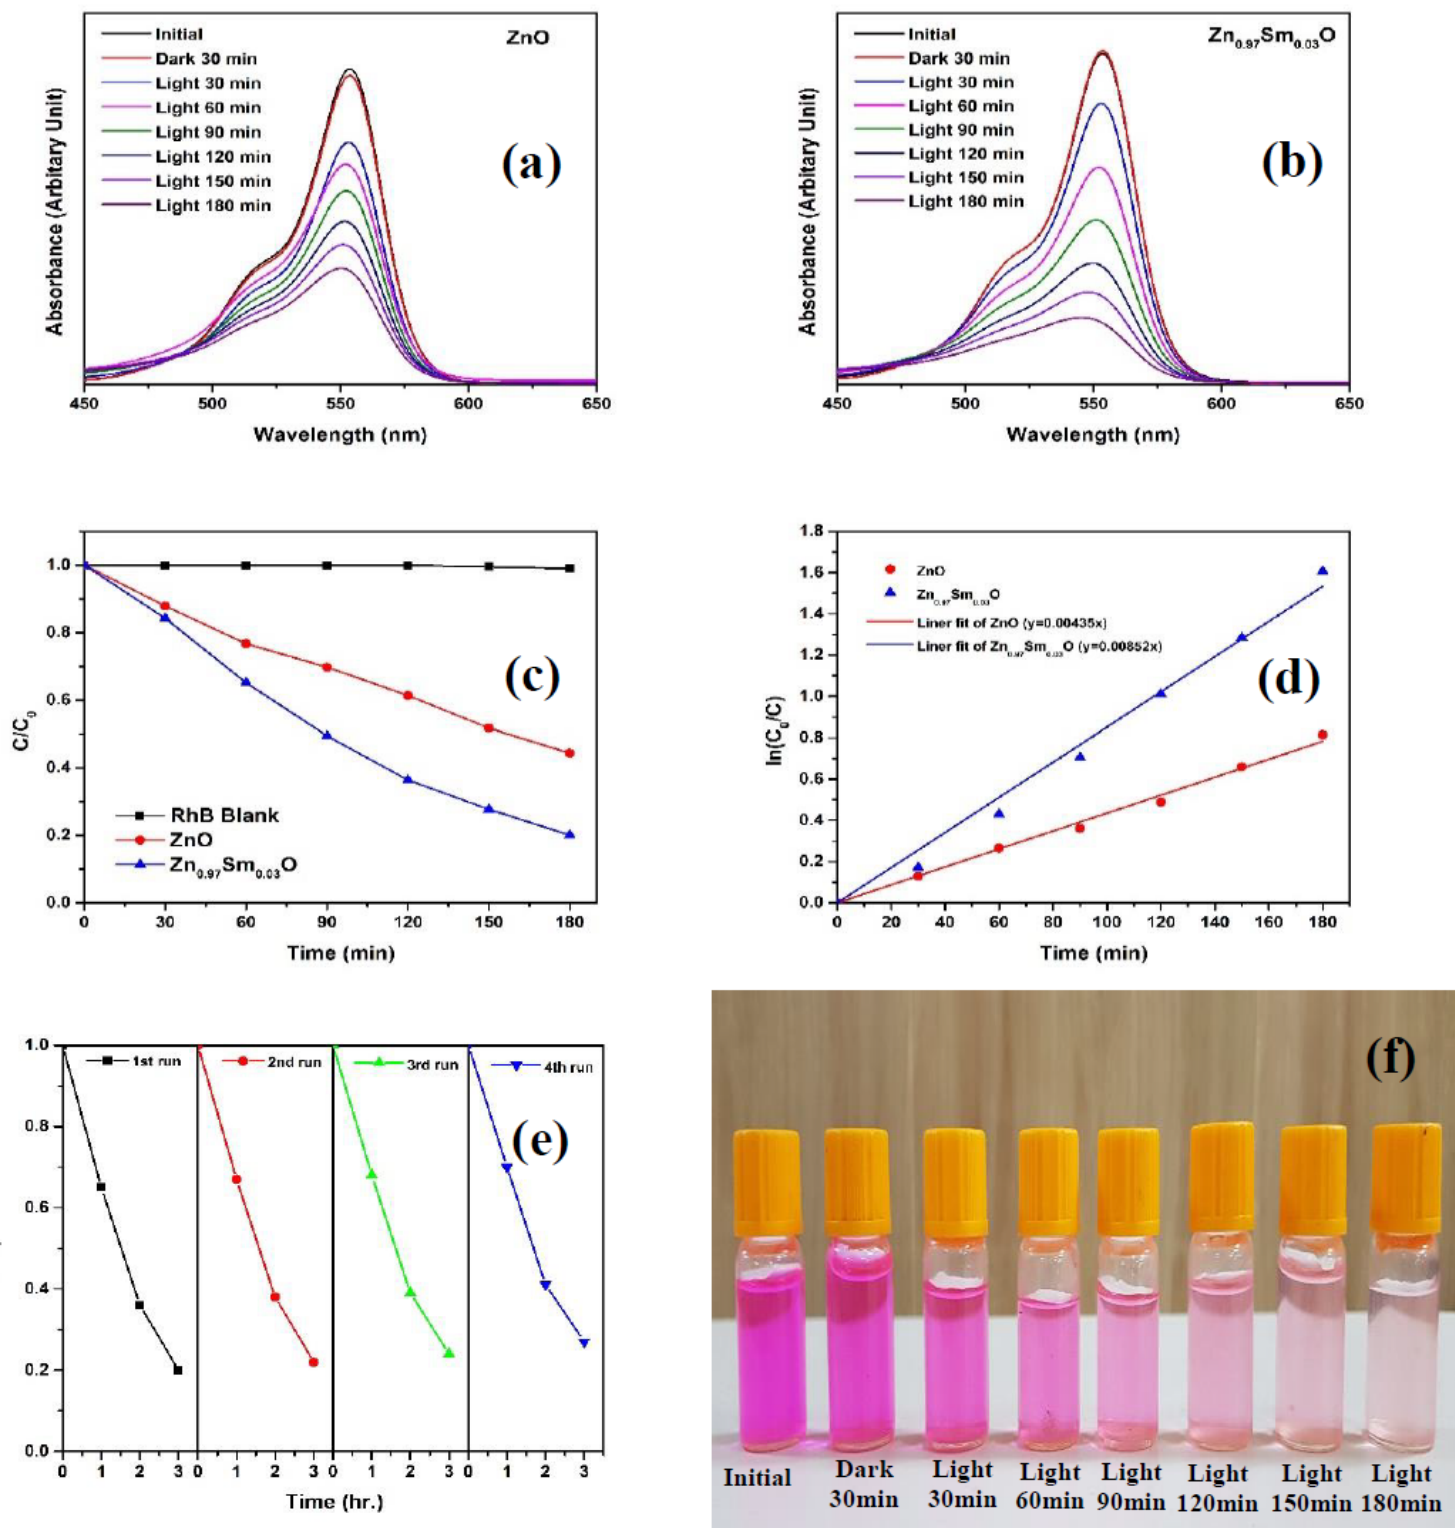 Initial
Dark 30 min
Light 30 min
Light 60 min
Light 90 min
Light 120 min
Light 150 min
Light 180 min
ZnO
(a)
Absorbance (Arbitary Unit)
450 500 550 600 650
Wavelength (nm)
Initial
Dark 30 min
Light 30 min
Light 60 min
Light 90 min
Light 120 min
Light 150 min
Light 180 min
Zn0.97Sm0.03O
(b)
Absorbance (Arbitary Unit)
450 500 550 600 650
Wavelength (nm)
1.0
0.8
0.6
0.4
0.2
0.0
C/C0
(c)
RhB Blank
ZnO
Zn0.97Sm0.03O
0 30 60 90 120 150 180
Time (min)
1.8
1.6
1.4
1.2
1.0
0.8
0.6
0.4
0.2
0.0
ln(C0/C)
ZnO
Zn0.97Sm0.03O
Liner fit of ZnO (y=0.00435x)
Liner fit of Zn0.97Sm0.03O (y=0.00852x)
(d)
0 20 40 60 80 100 120 140 160 180
Time (min)
1.0
0.8
0.6
0.4
0.2
0.0
1st run
2nd run
3rd run
4th run
(e)
0 1 2 3 0 1 2 3 0 1 2 3 0 1 2 3
Time (hr.)
(f)
Initial
Dark
30min
Light
30min
Light
60min
Light
90min
Light
120min
Light
150min
Light
180min